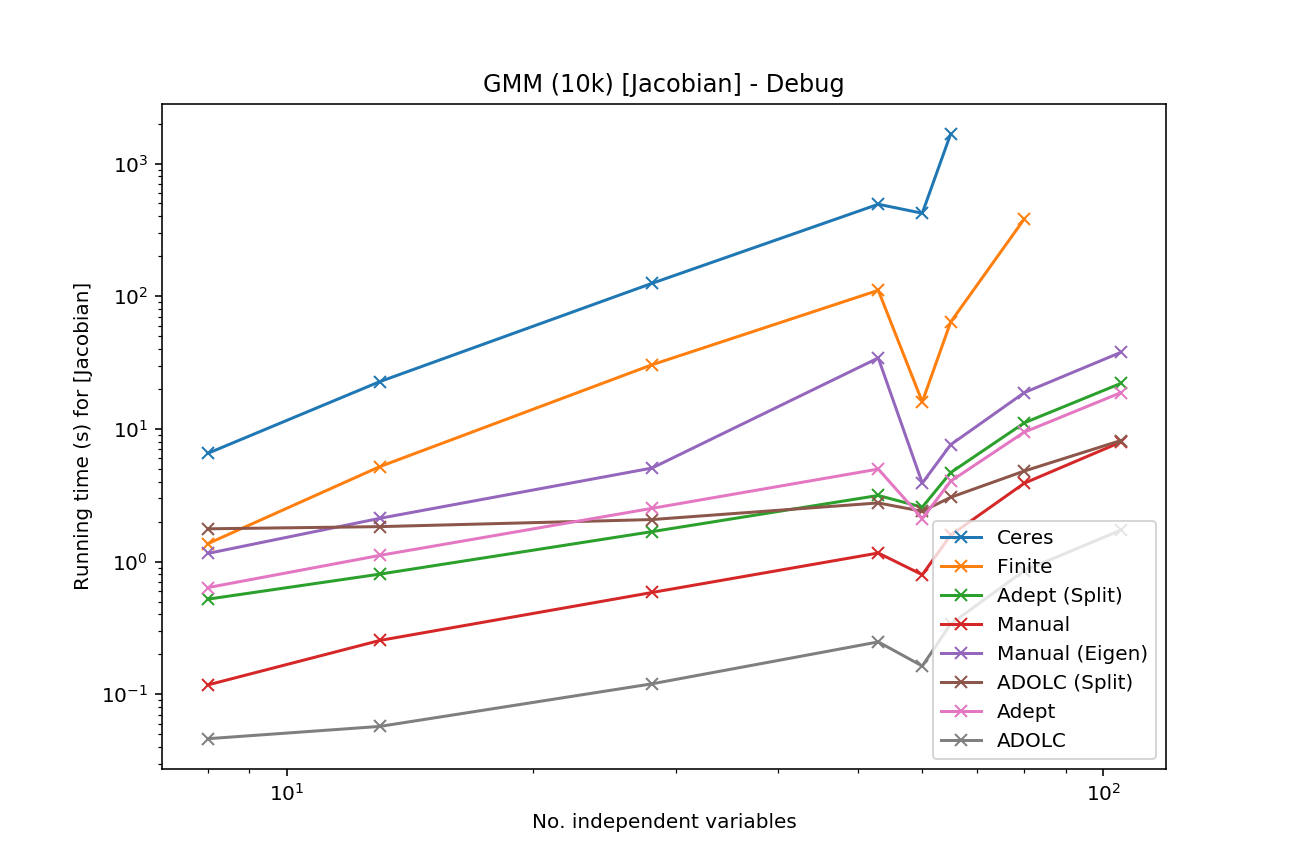 GMM (10k) [Jacobian] - Debug
Running time (s) for [Jacobian]
10³
10²
10¹
10⁰
10⁻¹
10¹
10²
No. independent variables
Ceres
Finite
Adept (Split)
Manual
Manual (Eigen)
ADOLC (Split)
Adept
ADOLC